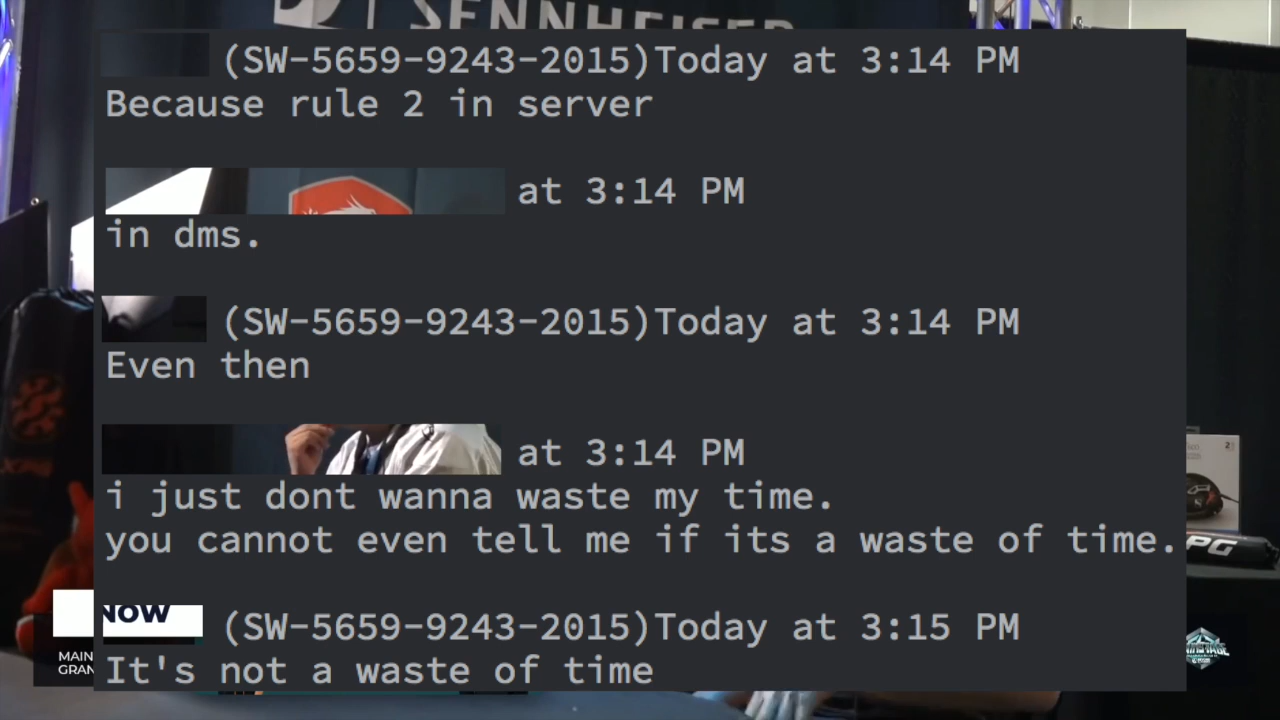 SENNHEISER
(SW-5659-9243-2015)Today at 3:14 PM
Because rule 2 in server
at 3:14 PM
in dms.
(SW-5659-9243-2015)Today at 3:14 PM
Even then
at 3:14 PM
i just dont wanna waste my time.
you cannot even tell me if its a waste of time.
PG
NOW
(SW-5659-9243-2015)Today at 3:15 PM
MAIN
GRAN
It's not a waste of time